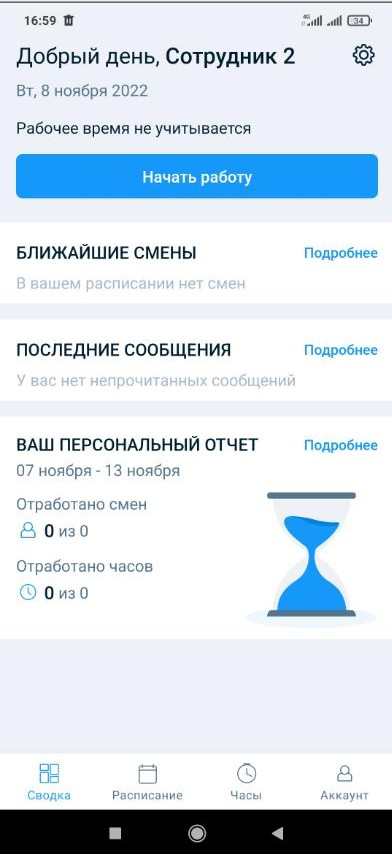 16:59
4G
34
Добрый день, Сотрудник 2
Вт, 8 ноября 2022
Рабочее время не учитывается
Начать работу
БЛИЖАЙШИЕ СМЕНЫ Подробнее
В вашем расписании нет смен
ПОСЛЕДНИЕ СООБЩЕНИЯ Подробнее
У вас нет непрочитанных сообщений
ВАШ ПЕРСОНАЛЬНЫЙ ОТЧЕТ Подробнее
07 ноября - 13 ноября
Отработано смен
0 из 0
Отработано часов
0 из 0
Сводка Расписание Часы Аккаунт